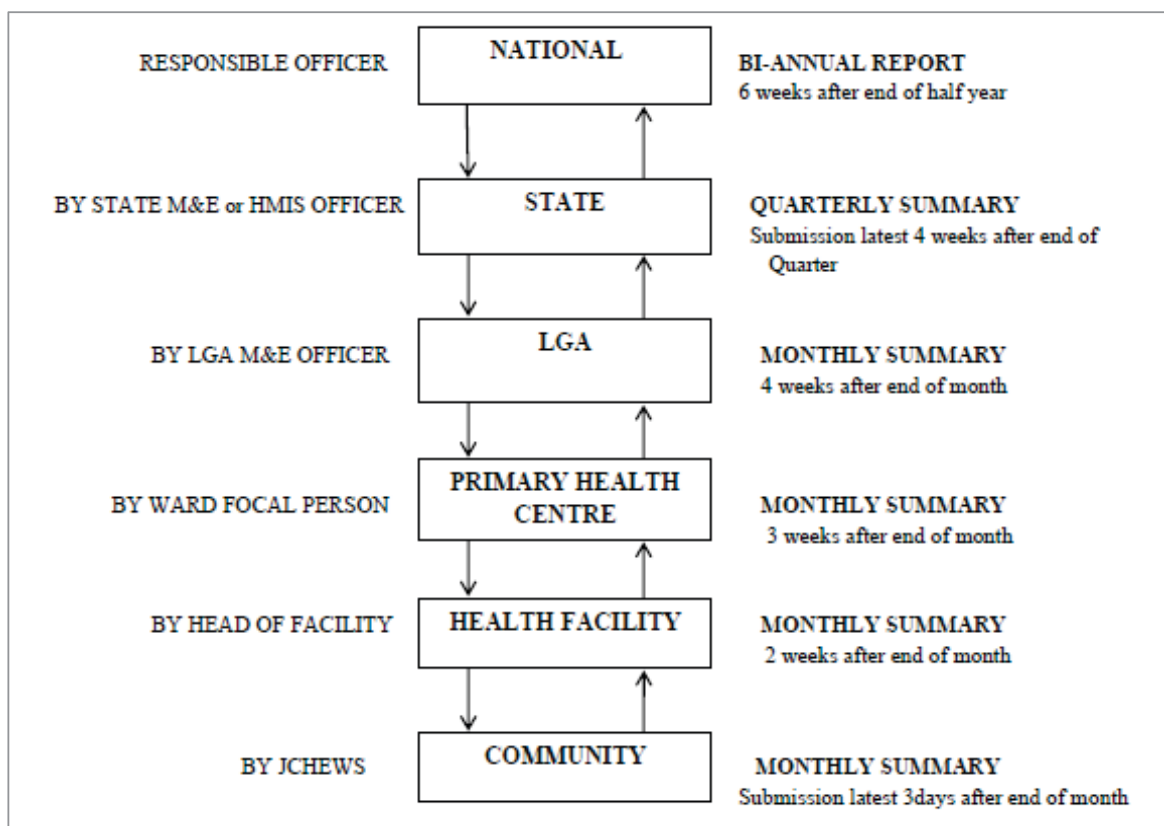 NATIONAL
RESPONSIBLE OFFICER
BI-ANNUAL REPORT
6 weeks after end of half year
BY STATE M&E or HMIS OFFICER
STATE
QUARTERLY SUMMARY
Submission latest 4 weeks after end of
Quarter
BY LGA M&E OFFICER
LGA
MONTHLY SUMMARY
4 weeks after end of month
BY WARD FOCAL PERSON
PRIMARY HEALTH
CENTRE
MONTHLY SUMMARY
3 weeks after end of month
BY HEAD OF FACILITY
HEALTH FACILITY
MONTHLY SUMMARY
2 weeks after end of month
BY JCHEWS
COMMUNITY
MONTHLY SUMMARY
Submission latest 3days after end of month